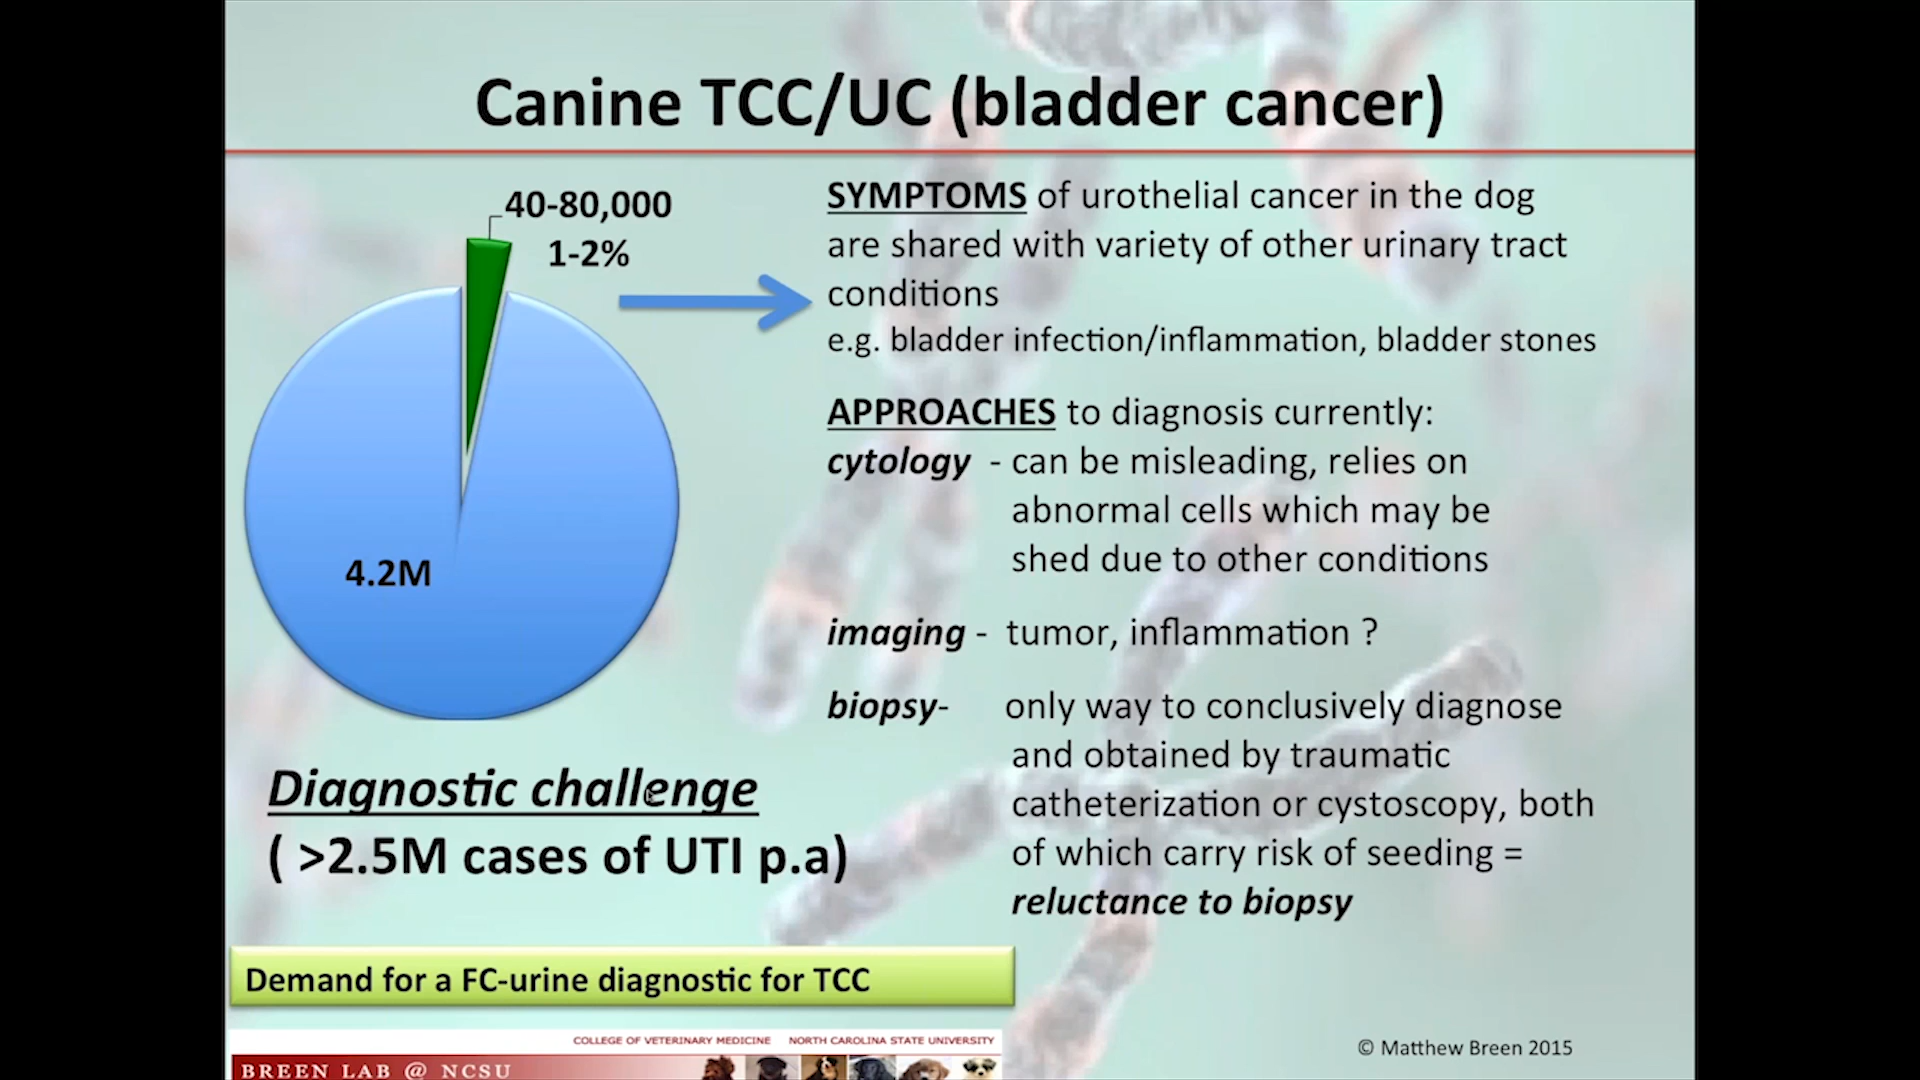 Canine TCC/UC (bladder cancer)
40-80,000
1-2%
4.2M
Diagnostic challenge
( >2.5M cases of UTI p.a)
SYMPTOMS of urothelial cancer in the dog
are shared with variety of other urinary tract
conditions
e.g. bladder infection/inflammation, bladder stones
APPROACHES to diagnosis currently:
cytology - can be misleading, relies on
abnormal cells which may be
shed due to other conditions
imaging - tumor, inflammation ?
biopsy- only way to conclusively diagnose
and obtained by traumatic
catheterization or cystoscopy, both
of which carry risk of seeding =
reluctance to biopsy
Demand for a FC-urine diagnostic for TCC
COLLEGE OF VETERINARY MEDICINE NORTH CAROLINA STATE UNIVERSITY
BREEN LAB @ NCSU
© Matthew Breen 2015